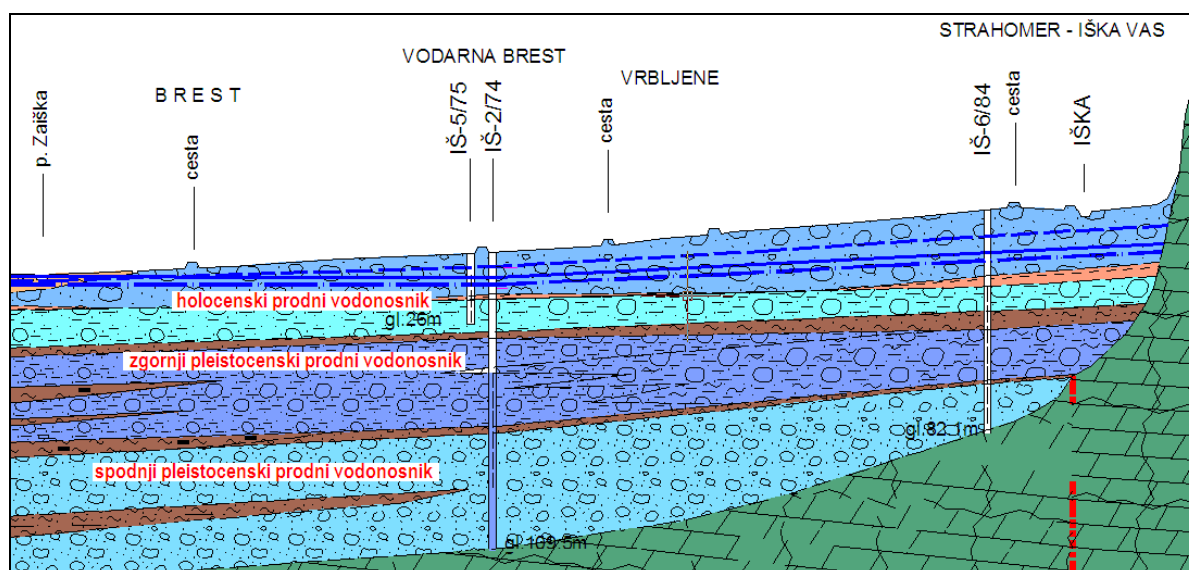 STRAHOMER - IŠKA VAS
VODARNA BREST
VRBLJENE
B R E S T
p. Zaiška
cesta
IŠ-5/75
IŠ-2/74
cesta
IŠ-6/84
cesta
IŠKA
holocenski prodni vodonosnik
gl.26m
zgornji pleistocenski prodni vodonosnik
gl.82.1m
spodnji pleistocenski prodni vodonosnik
gl.109.5m